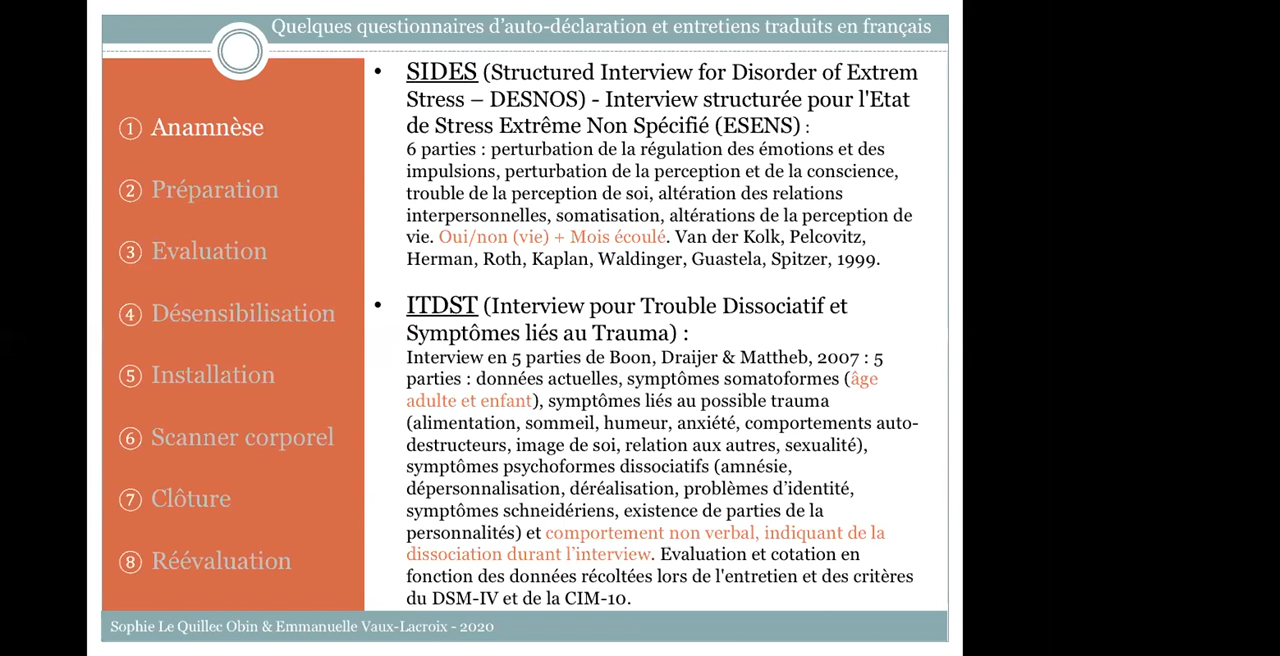 Quelques questionnaires d'auto-déclaration et entretiens traduits en français
① Anamnèse
② Préparation
③ Evaluation
④ Désensibilisation
⑤ Installation
⑥ Scanner corporel
⑦ Clôture
⑧ Réévaluation
• SIDES (Structured Interview for Disorder of Extrem
Stress – DESNOS) - Interview structurée pour l'Etat
de Stress Extrême Non Spécifié (ESENS) :
6 parties : perturbation de la régulation des émotions et des
impulsions, perturbation de la perception et de la conscience,
trouble de la perception de soi, altération des relations
interpersonnelles, somatisation, altérations de la perception de
vie. Oui/non (vie) + Mois écoulé. Van der Kolk, Pelcovitz,
Herman, Roth, Kaplan, Waldinger, Guastela, Spitzer, 1999.
• ITDST (Interview pour Trouble Dissociatif et
Symptômes liés au Trauma) :
Interview en 5 parties de Boon, Draijer & Mattheb, 2007 : 5
parties : données actuelles, symptômes somatoformes (âge
adulte et enfant), symptômes liés au possible trauma
(alimentation, sommeil, humeur, anxiété, comportements auto-
destructeurs, image de soi, relation aux autres, sexualité),
symptômes psychoformes dissociatifs (amnésie,
dépersonnalisation, déréalisation, problèmes d'identité,
symptômes schneidériens, existence de parties de la
personnalités) et comportement non verbal, indiquant de la
dissociation durant l'interview. Evaluation et cotation en
fonction des données récoltées lors de l'entretien et des critères
du DSM-IV et de la CIM-10.
Sophie Le Quillec Obin & Emmanuelle Vaux-Lacroix - 2020